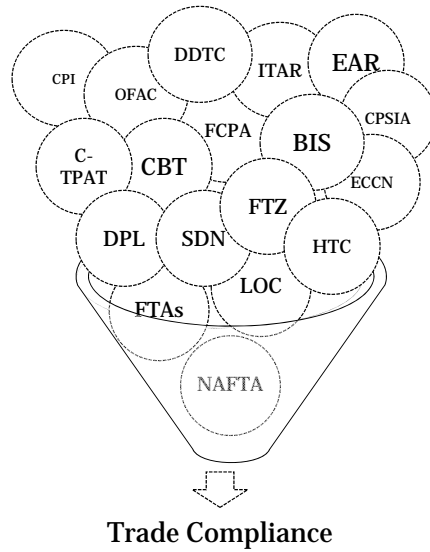 DDTC
EAR
ITAR
CPI
OFAC
CPSIA
FCPA
BIS
C-
TPAT
CBT
ECCN
FTZ
DPL
SDN
HTC
LOC
FTAs
NAFTA
Trade Compliance